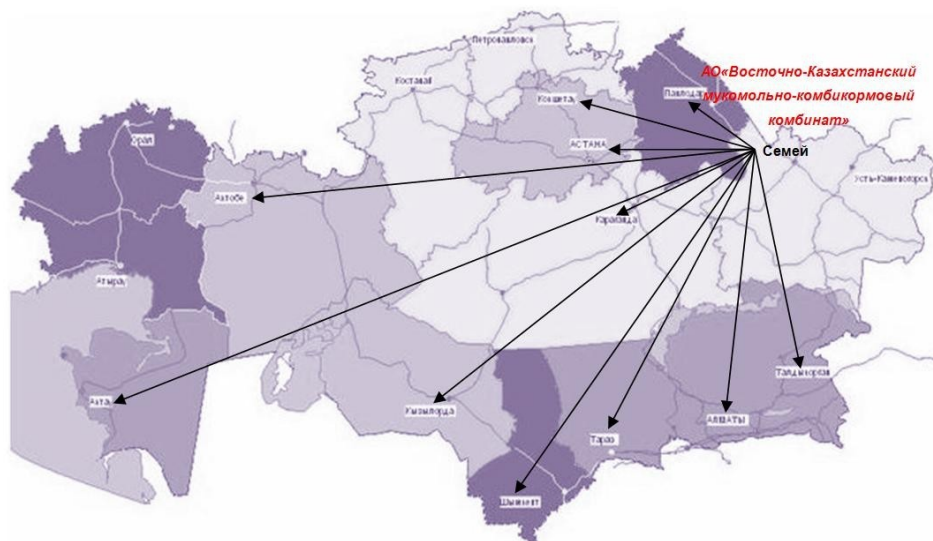 Петропавловск
Костанай
АО«Восточно-Казахстанский
Павлодар
мукомольно-комбикормовый
Кокшетау
комбинат»
Орал
АСТАНА
Семей
Усть-Каменогорск
Актобе
Караганда
Атырау
Талдыкорган
Актау
Кызылорда
АЛМАТЫ
Тараз
Шымкент